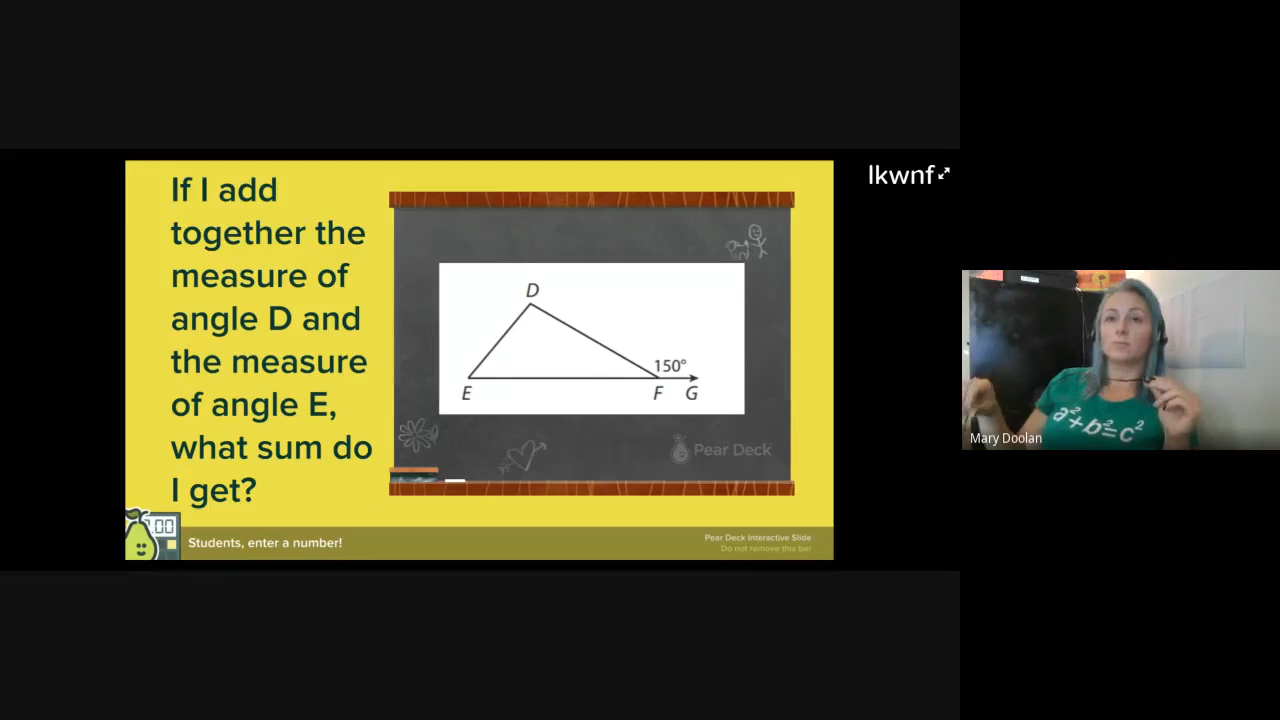 If I add
together the
measure of
angle D and
the measure
of angle E,
what sum do
I get?
D
150°
E F G
Pear Deck
.00
Students, enter a number!
Pear Deck Interactive Slide
Do not remove this bar
lkwnf
a²+b²=c²
Mary Doolan